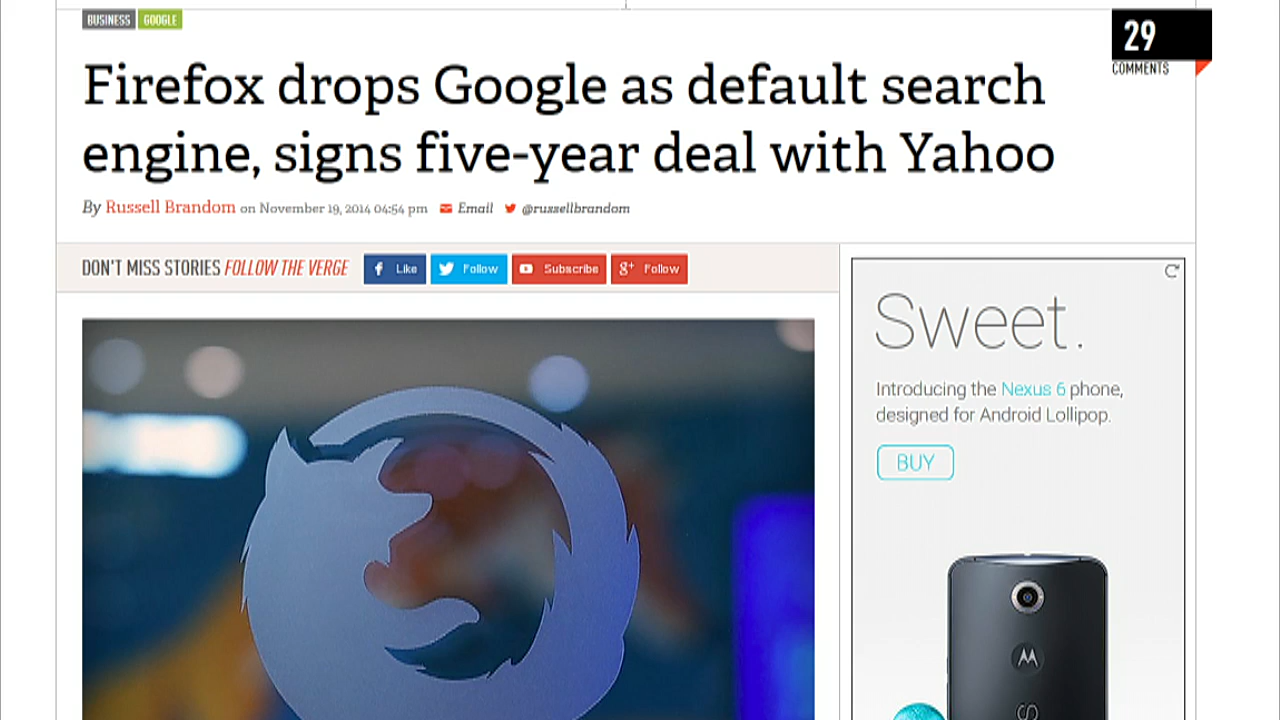 BUSINESS GOOGLE
29
COMMENTS
Firefox drops Google as default search
engine, signs five-year deal with Yahoo
By Russell Brandom on November 19, 2014 04:54 pm Email @russellbrandom
DON'T MISS STORIES FOLLOW THE VERGE Like Follow Subscribe g+ Follow
Sweet.
Introducing the Nexus 6 phone,
designed for Android Lollipop.
BUY